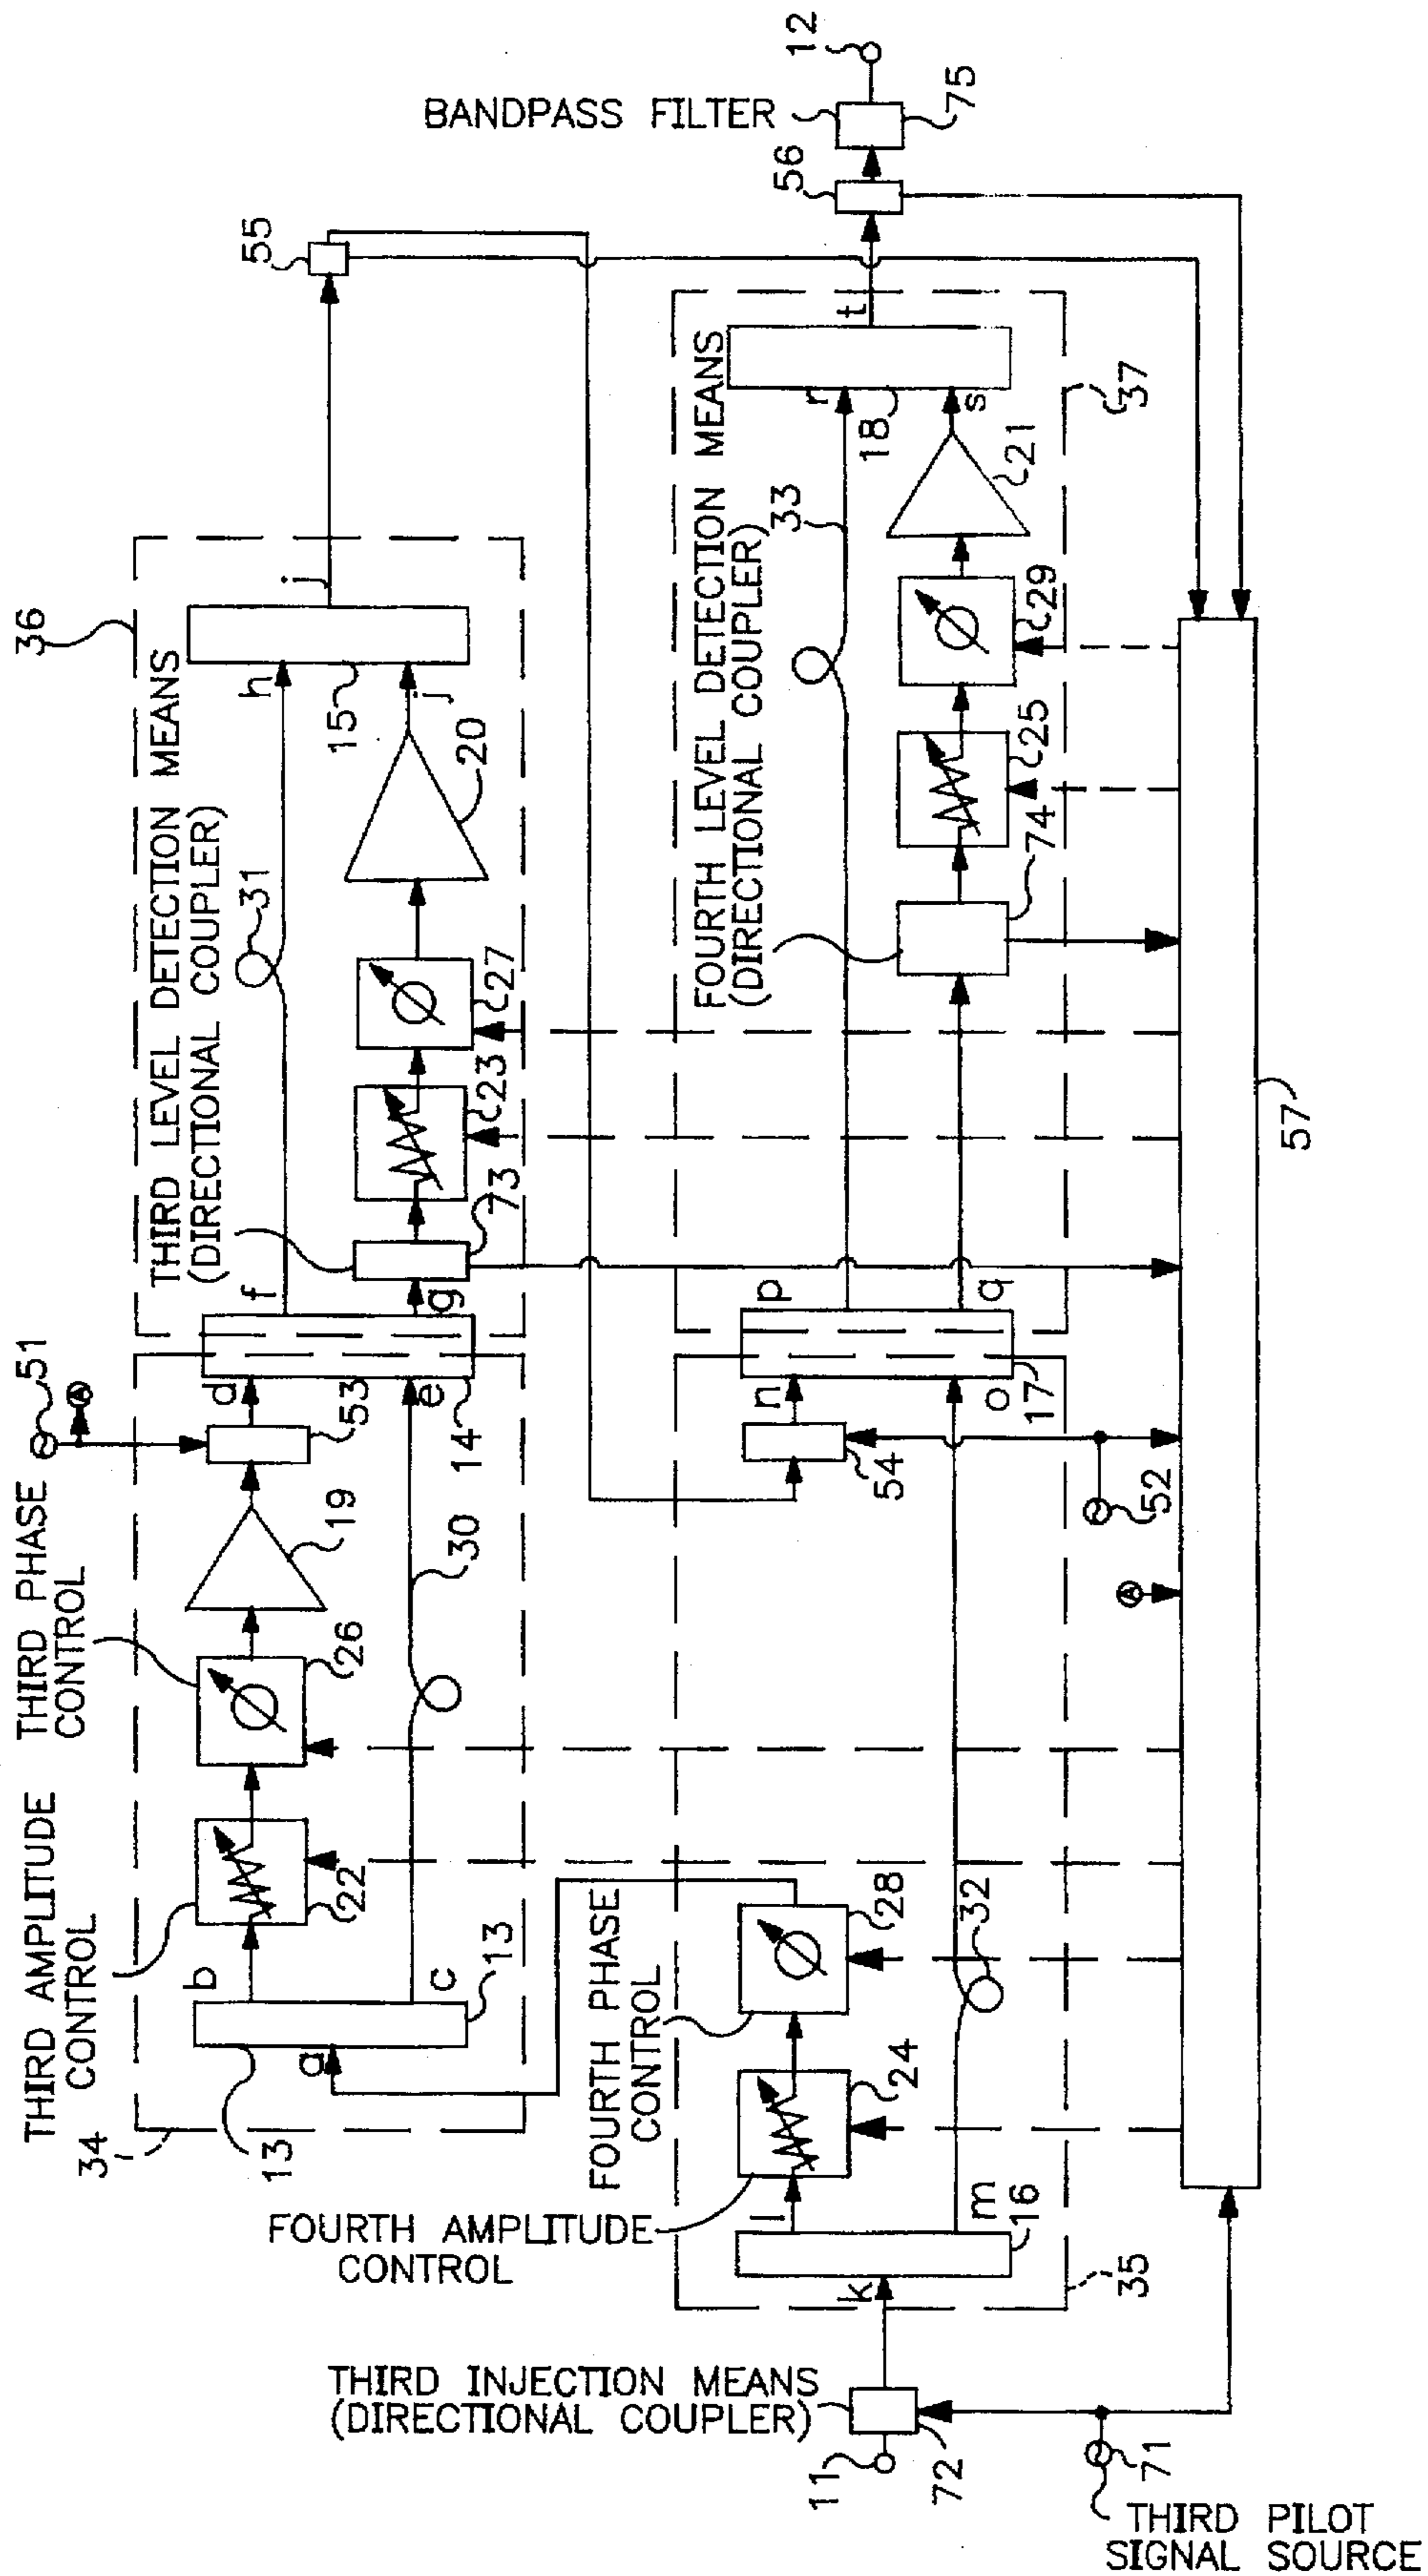 BANDPASS FILTER
12
75
56
55
36
THIRD LEVEL DETECTION MEANS
(DIRECTIONAL COUPLER)
j
h
15
j
20
31
27
23
73
f
g
t
r
18
s
37
FOURTH LEVEL DETECTION MEANS
(DIRECTIONAL COUPLER)
33
21
29
25
74
p
q
57
51
A
d
53
e
14
19
30
THIRD PHASE
CONTROL
26
THIRD AMPLITUDE
CONTROL
22
b
c
13
a
13
34
n
o
17
54
52
A
FOURTH PHASE
CONTROL
28
32
24
FOURTH AMPLITUDE
CONTROL
l
m
16
k
35
THIRD INJECTION MEANS
(DIRECTIONAL COUPLER)
11
72
71
THIRD PILOT
SIGNAL SOURCE